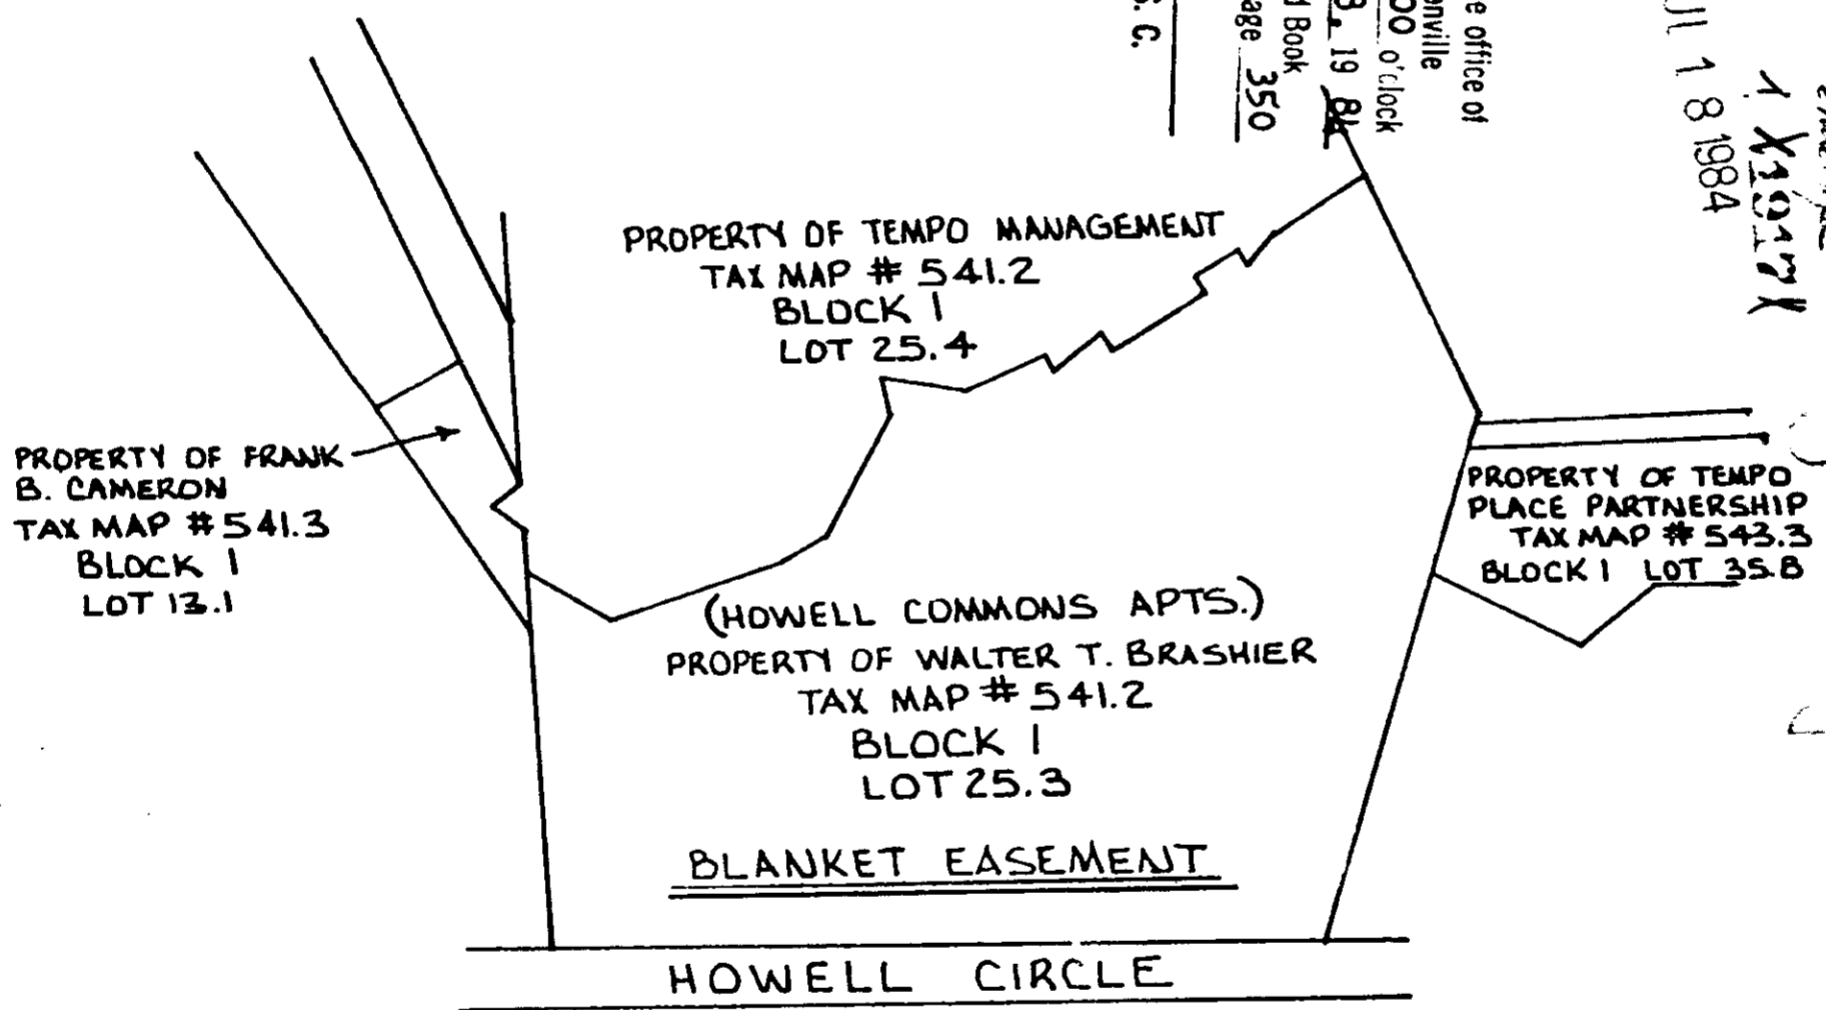 e office of
onville
00 o'clock
3. 19 84
Book
age 350
S. C.
1 8 1984
PROPERTY OF TEMPO MANAGEMENT
TAX MAP # 541.2
BLOCK 1
LOT 25.4
PROPERTY OF FRANK
B. CAMERON
TAX MAP # 541.3
BLOCK 1
LOT 13.1
PROPERTY OF TEMPO
PLACE PARTNERSHIP
TAX MAP # 543.3
BLOCK 1 LOT 35.8
(HOWELL COMMONS APTS.)
PROPERTY OF WALTER T. BRASHIER
TAX MAP # 541.2
BLOCK 1
LOT 25.3
BLANKET EASEMENT
HOWELL CIRCLE